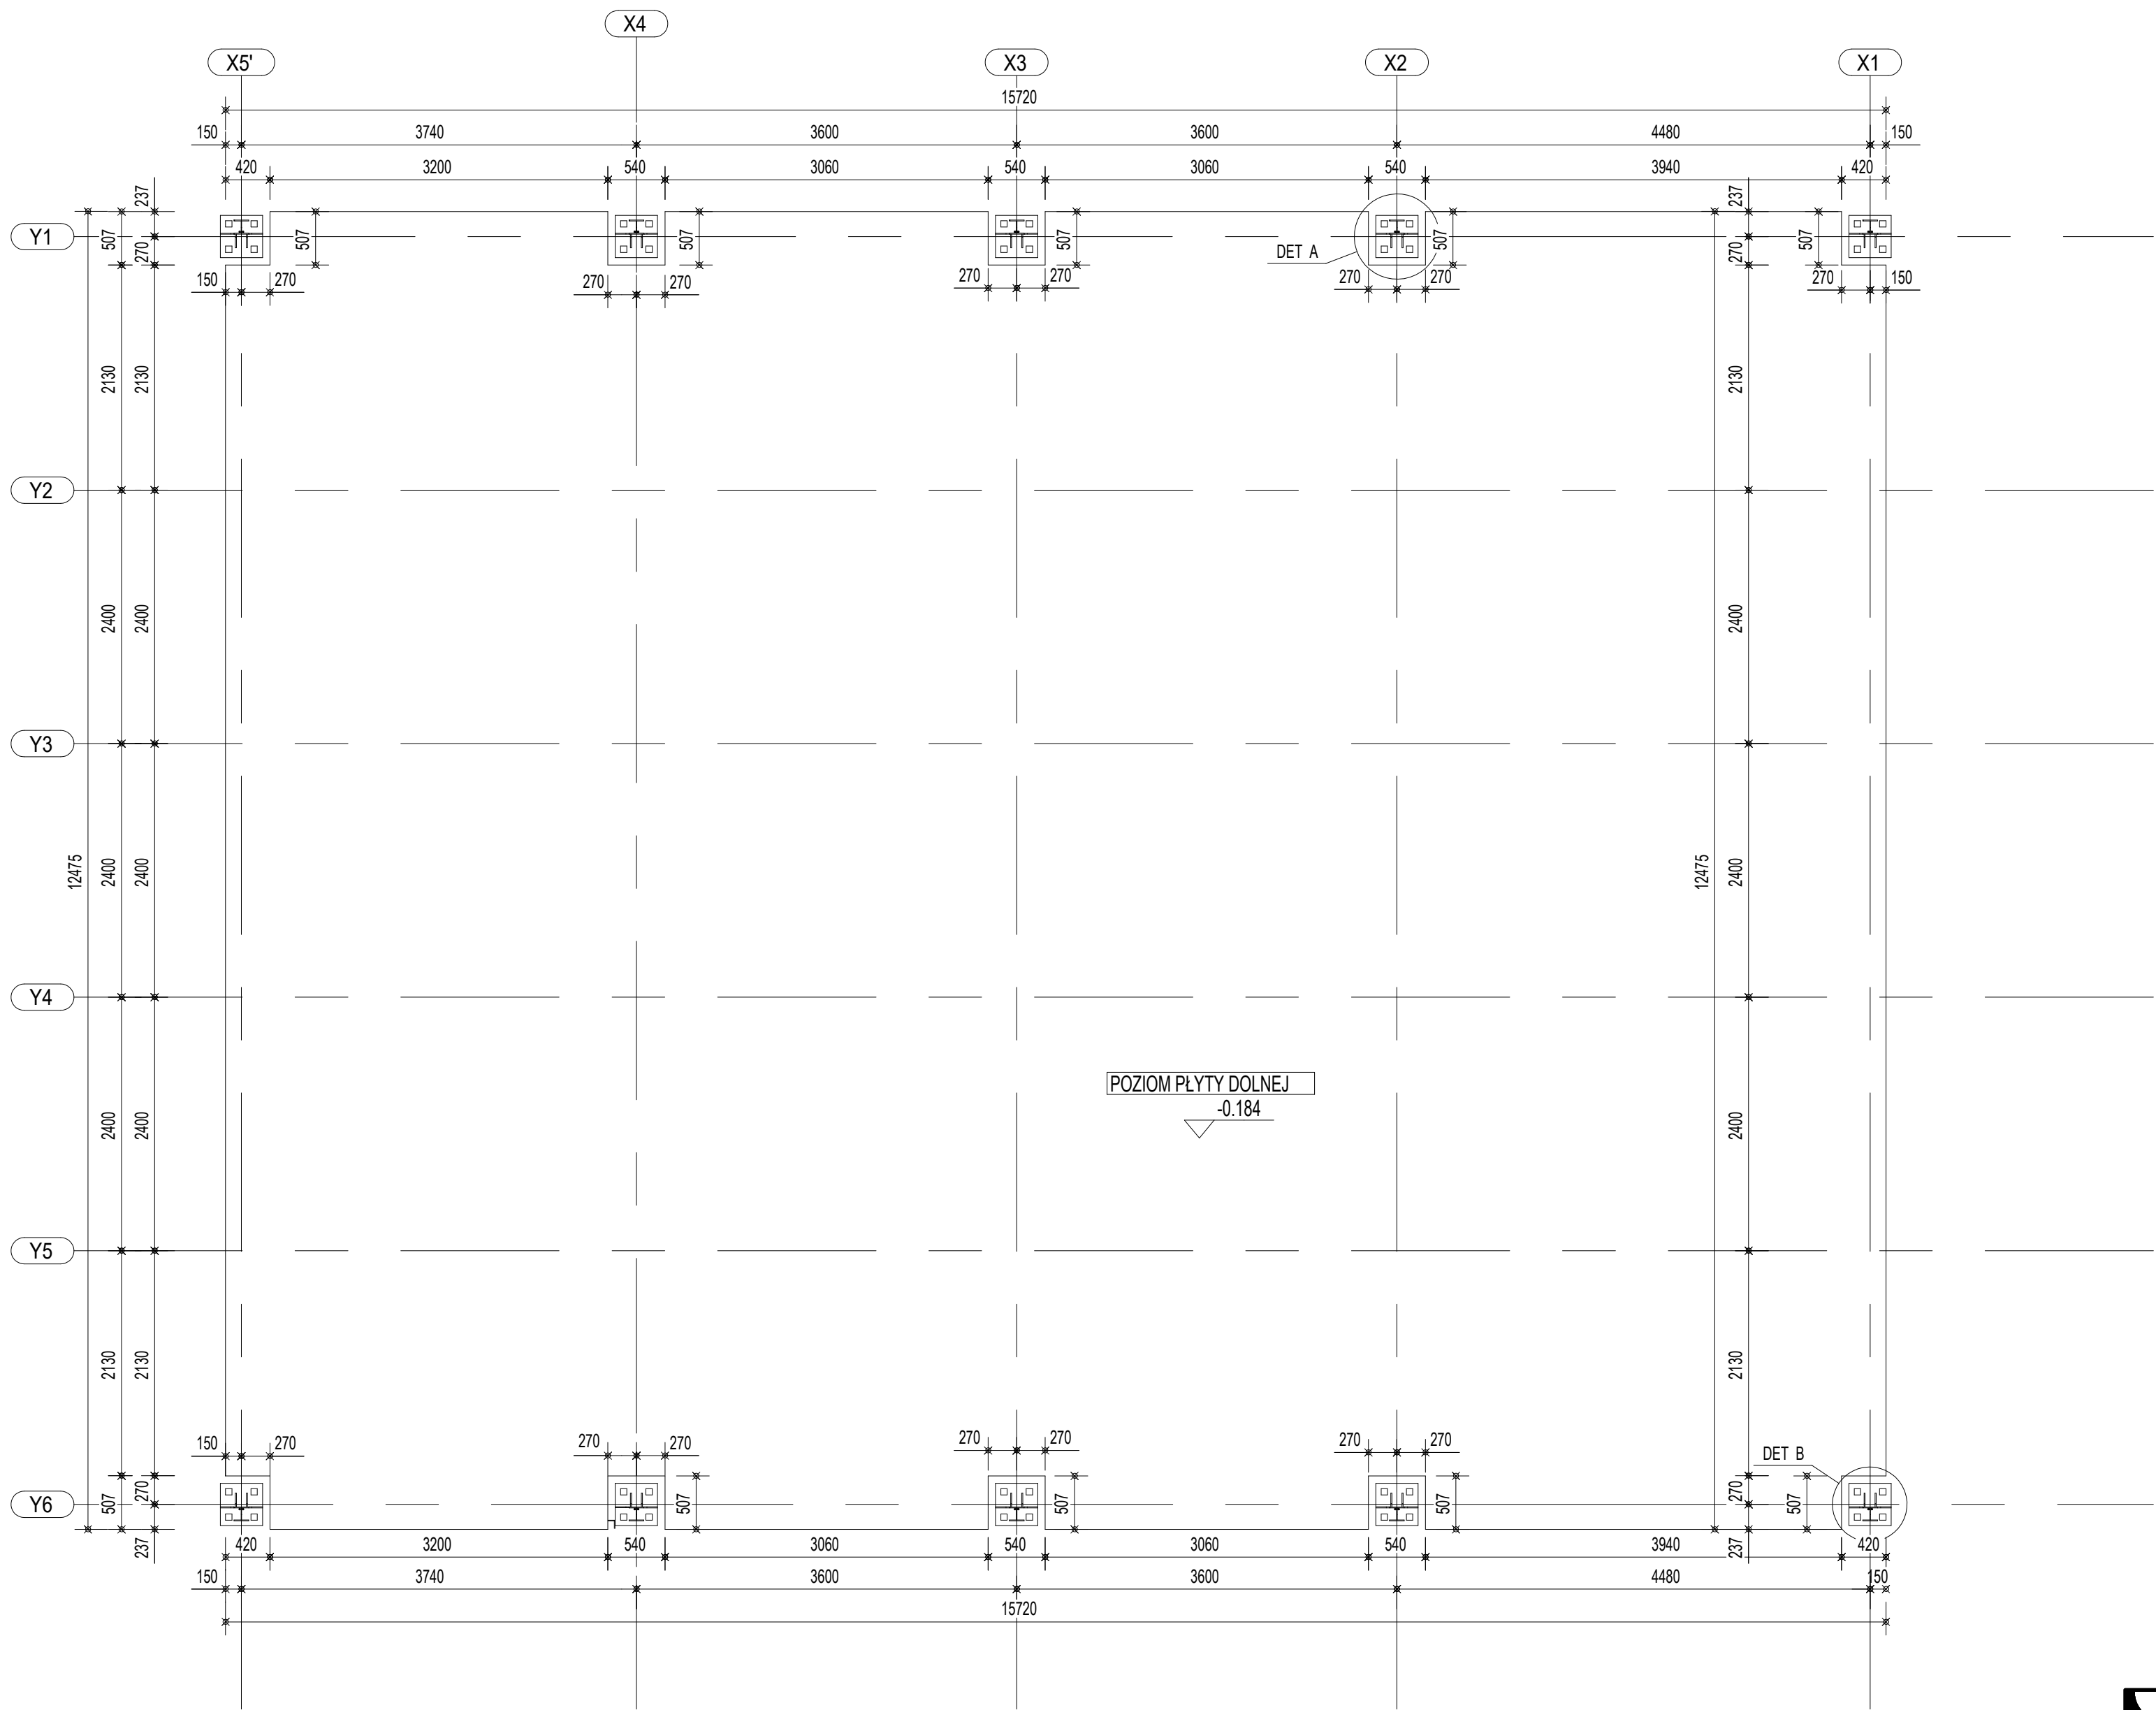 X4
X5' X3 X2 X1
15720
150 3740 3600 3600 4480 150
420 3200 540 3060 540 3060 540 3940 420
237 237
Y1 507 270 507 507 507 507 270 507
DET A
150 270 270 270 270 270 270 270 270 150
2130 2130 2130
Y2
2400 2400 2400
Y3
12475 2400 2400 12475 2400
Y4
POZIOM PŁYTY DOLNEJ
-0.184
2400 2400 2400
Y5
2130 2130 2130
150 270 270 270 270 270 270 270
DET B
Y6 507 270 507 507 507 270 507
237 420 3200 540 3060 540 3060 540 3940 237 420
150 3740 3600 3600 4480 150
15720